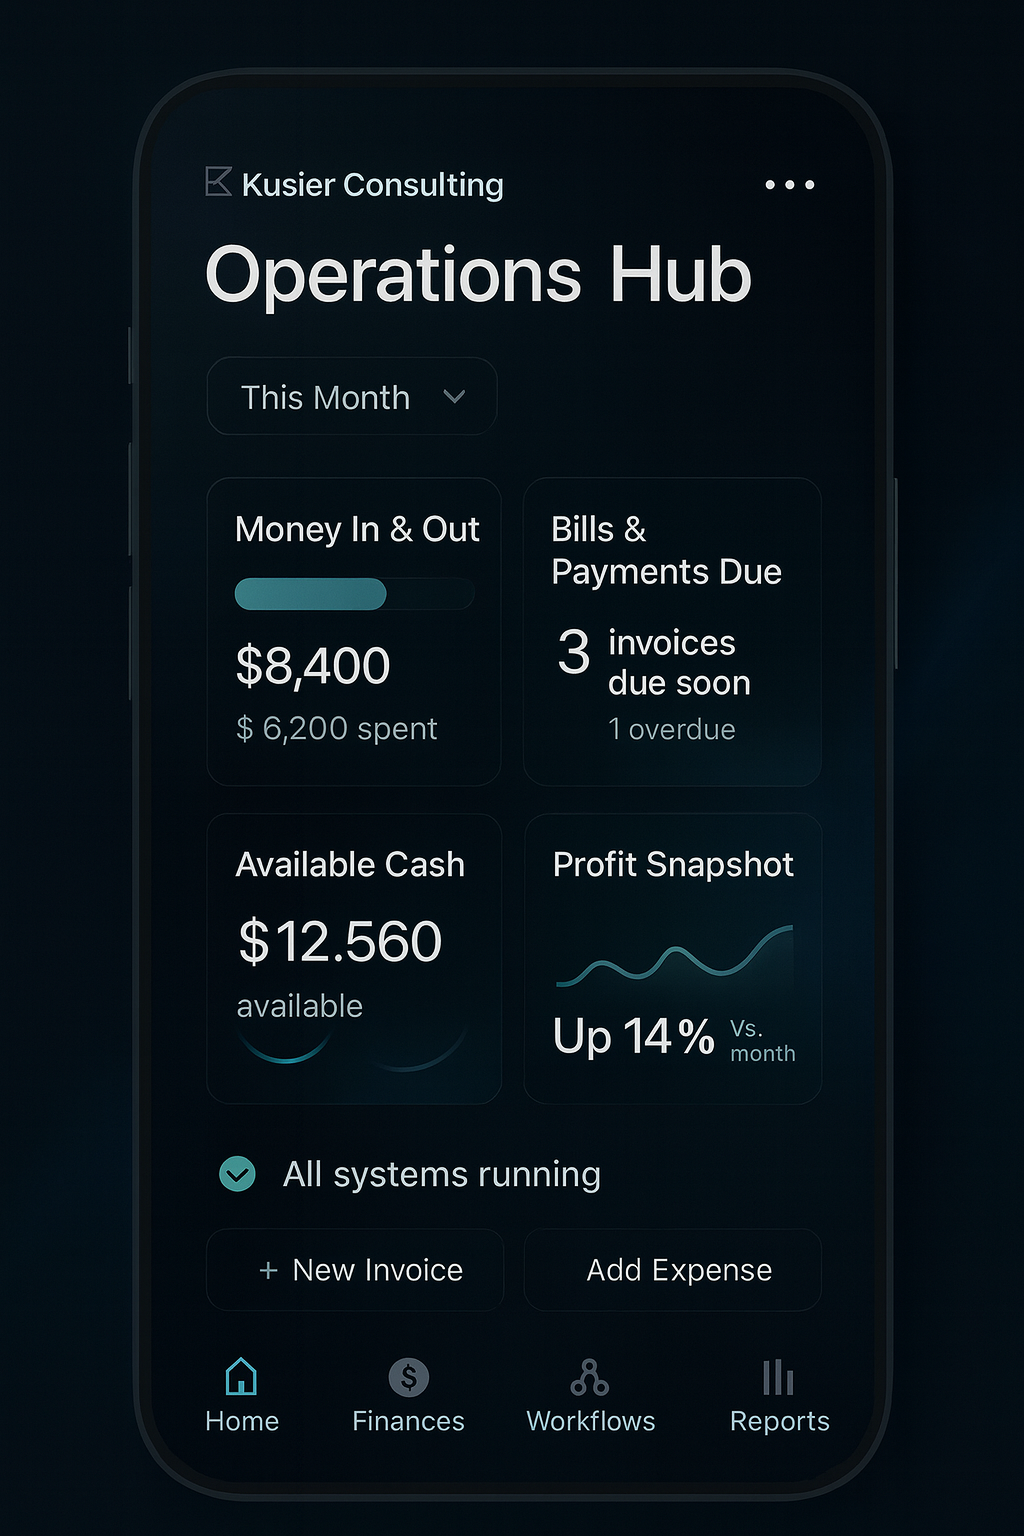 Kusier Consulting
Operations Hub
This Month
Money In & Out
$8,400
$ 6,200 spent
Bills &
Payments Due
3 invoices
due soon
1 overdue
Available Cash
$12.560
available
Profit Snapshot
Up 14% Vs.
month
All systems running
+ New Invoice
Add Expense
Home
Finances
Workflows
Reports